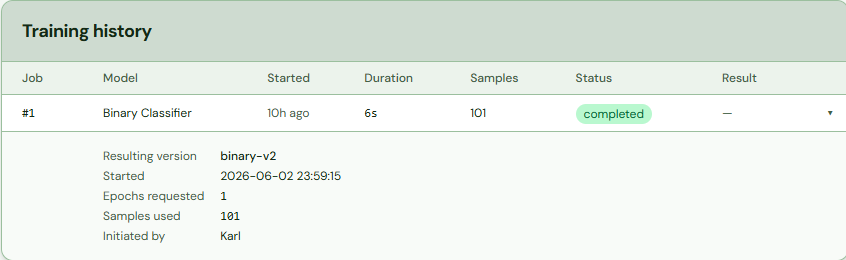 Training history
Job Model Started Duration Samples Status Result
#1 Binary Classifier 10h ago 6s 101 completed —
Resulting version binary-v2
Started 2026-06-02 23:59:15
Epochs requested 1
Samples used 101
Initiated by Karl